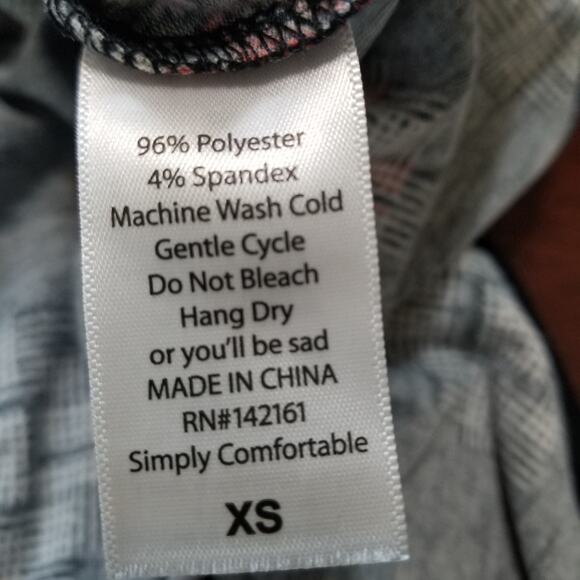 96% Polyester
4% Spandex
Machine Wash Cold
Gentle Cycle
Do Not Bleach
Hang Dry
or you'll be sad
MADE IN CHINA
RN#142161
Simply Comfortable
XS